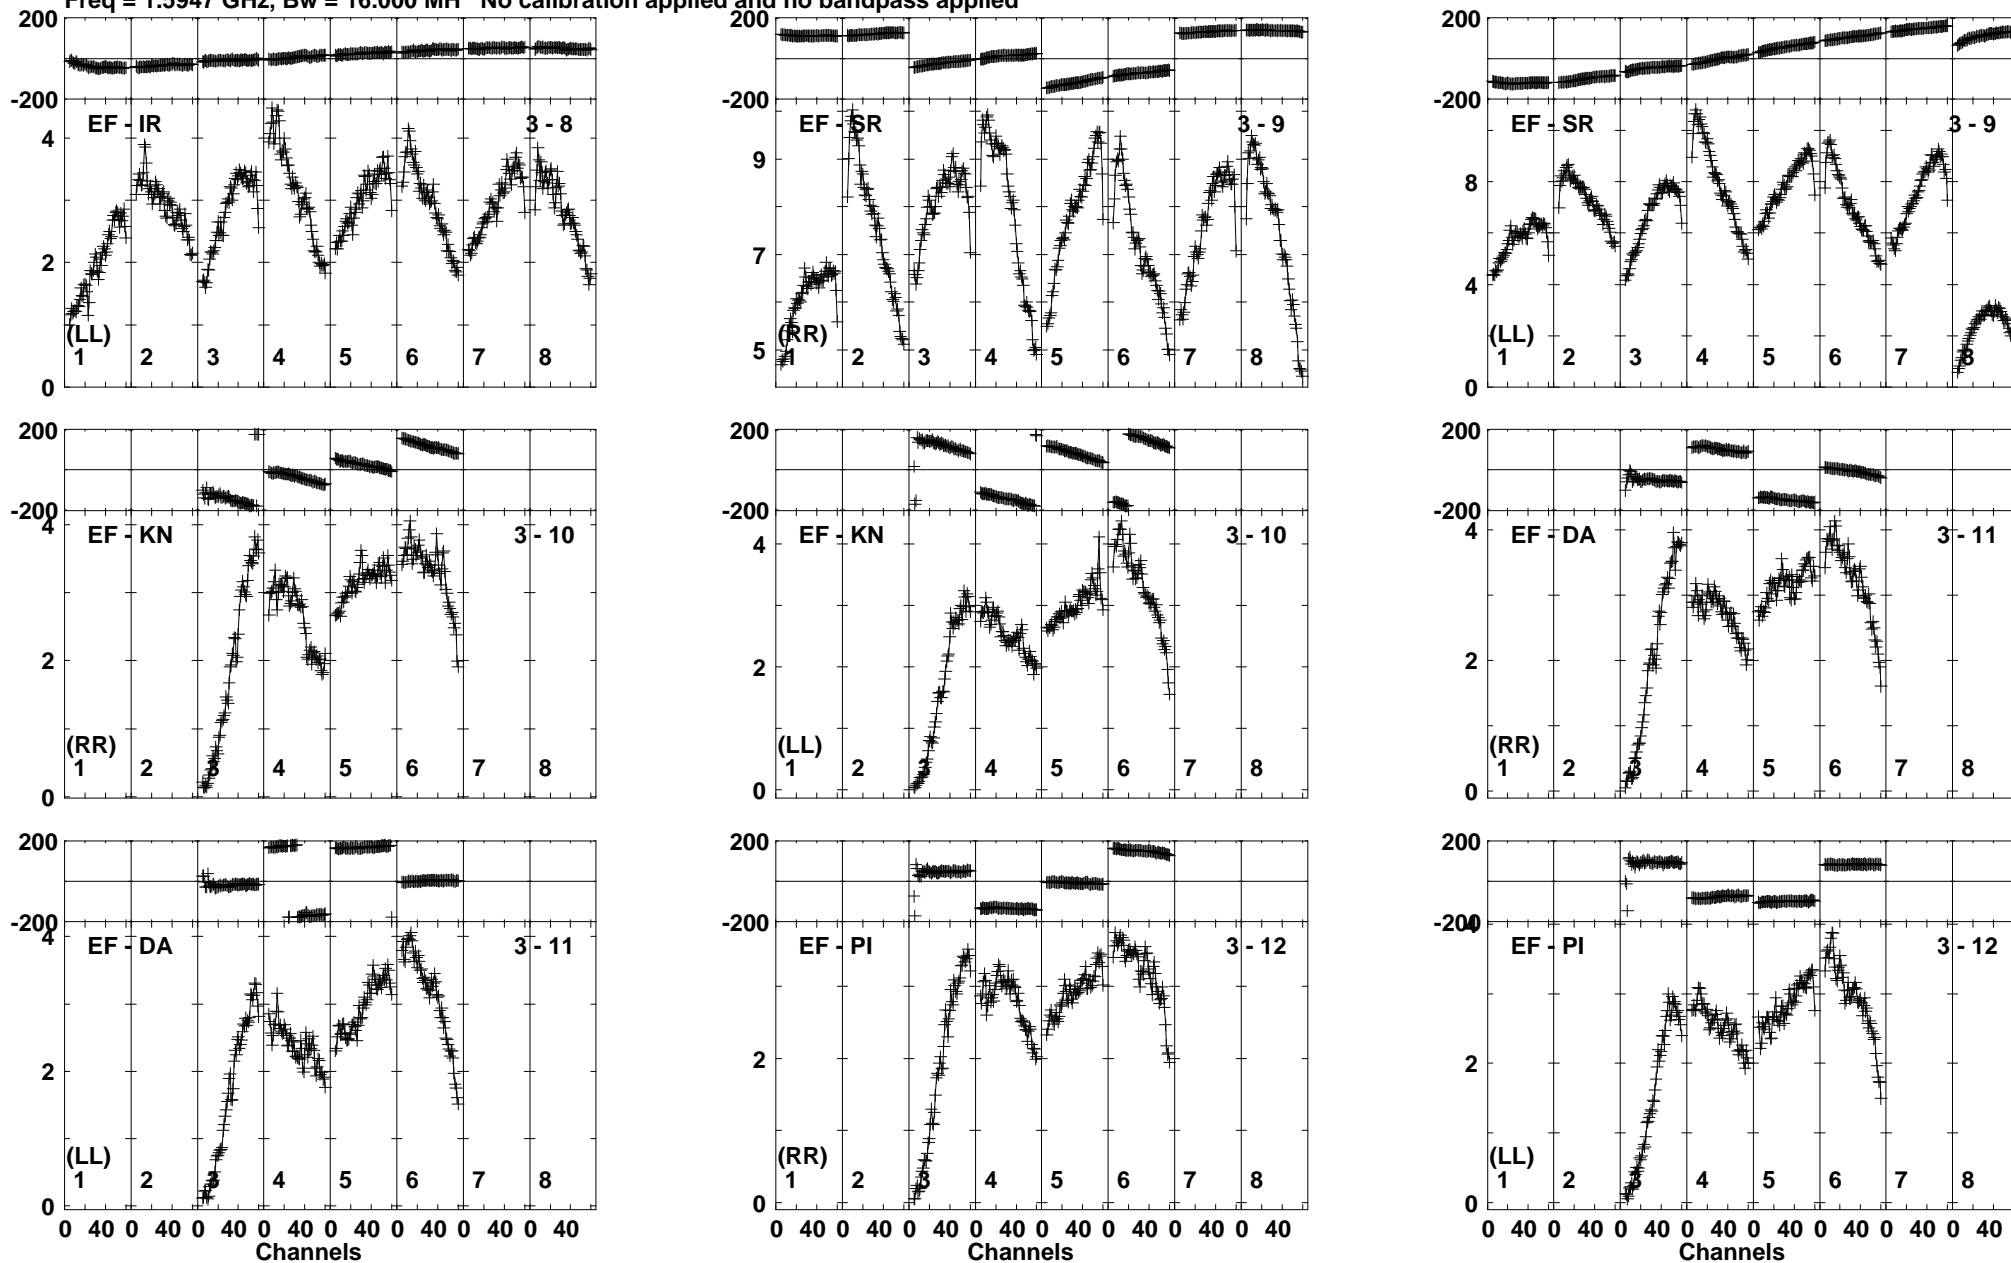 Freq = 1.5947 GHz, Bw = 16.000 MH No calibration applied and no bandpass applied
200 200 200
-200 -200 -200
EF - IR 3 - 8 EF - SR 3 - 9 EF - SR 3 - 9
4 9 8
2 7 4
(LL) (RR) (LL)
1 2 3 4 5 6 7 8 1 2 3 4 5 6 7 8 1 2 3 4 5 6 7 8
0 5 0
200 200 200
-200 -200 -200
EF - KN 3 - 10 EF - KN 3 - 10 EF - DA 3 - 11
4 4 4
2 2 2
(RR) (LL) (RR)
1 2 3 4 5 6 7 8 1 2 3 4 5 6 7 8 1 2 3 4 5 6 7 8
0 0 0
200 200 200
-200 -200 -200
EF - DA 3 - 11 EF - PI 3 - 12 EF - PI 3 - 12
4 4
2 2 2
(LL) (RR) (LL)
1 2 3 4 5 6 7 8 1 2 3 4 5 6 7 8 1 2 3 4 5 6 7 8
0 0 0
0 40 0 40 0 40 0 40 0 40 0 40 0 40 0 40 0 40 0 40 0 40 0 40 0 40 0 40 0 40 0 40 0 40 0 40 0 40 0 40 0 40 0 40 0 40 0 40
Channels Channels Channels